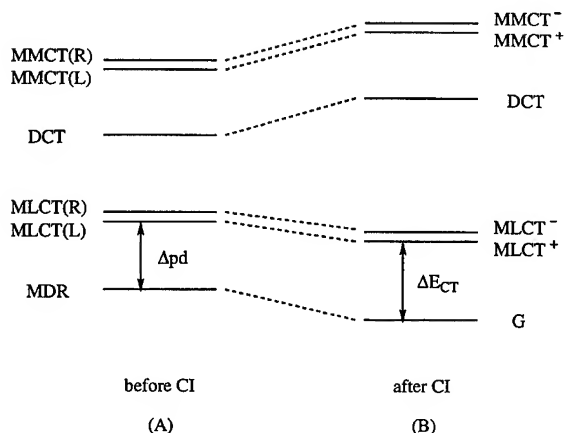 MMCT(R)
MMCT(L)
DCT
MLCT(R)
MLCT(L)
Δpd
MDR
before CI
(A)
MMCT⁻
MMCT⁺
DCT
MLCT⁻
MLCT⁺
ΔE_CT
G
after CI
(B)